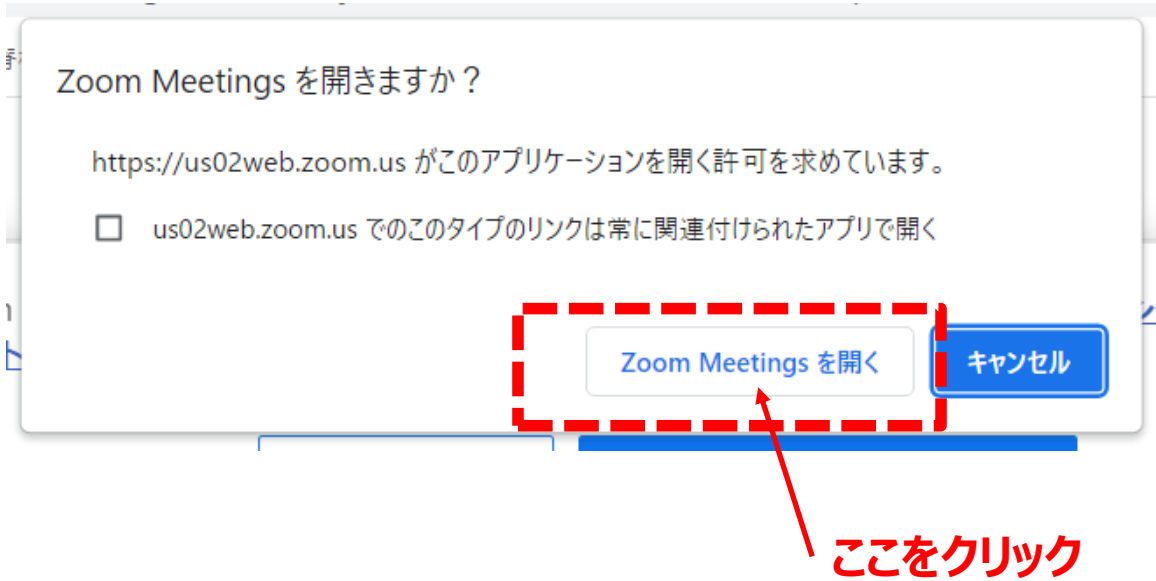 Zoom Meetings を開きますか？
https://us02web.zoom.us がこのアプリケーションを開く許可を求めています。
us02web.zoom.us でのこのタイプのリンクは常に関連付けられたアプリで開く
Zoom Meetings を開く
キャンセル
ここをクリック